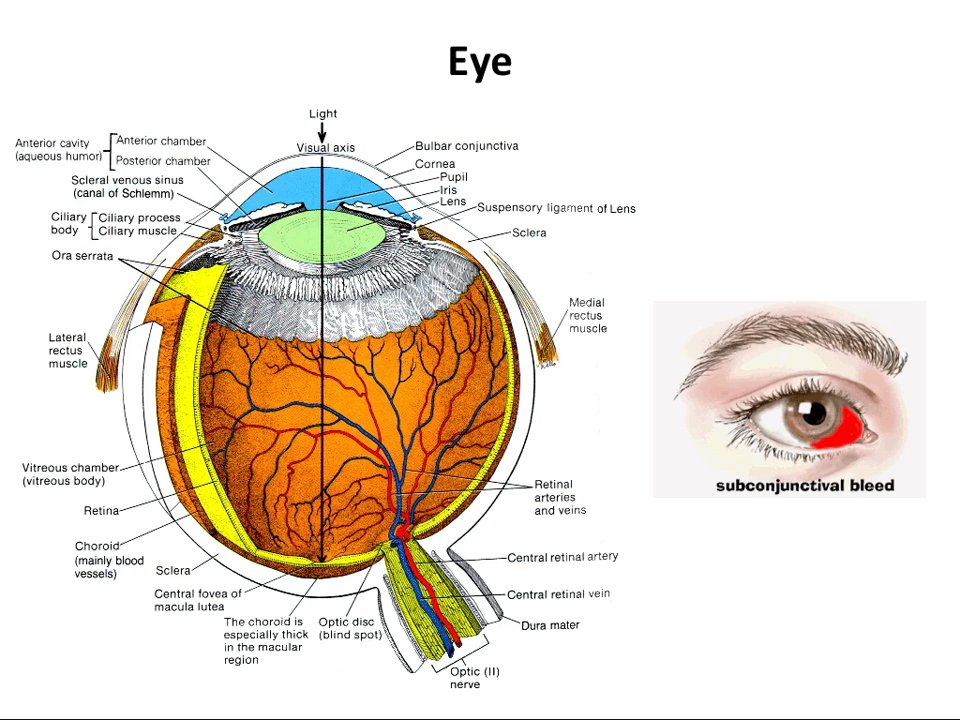 Eye
Light
Visual axis
Anterior cavity
(aqueous humor)
Anterior chamber
Posterior chamber
Scleral venous sinus
(canal of Schlemm)
Ciliary
body
Ciliary process
Ciliary muscle
Ora serrata
Lateral
rectus
muscle
Vitreous chamber
(vitreous body)
Retina
Choroid
(mainly blood
vessels)
Sclera
Central fovea of
macula lutea
The choroid is
especially thick
in the macular
region
Optic disc
(blind spot)
Bulbar conjunctiva
Cornea
Pupil
Iris
Lens
Suspensory ligament of Lens
Sclera
Medial
rectus
muscle
Retinal
arteries
and veins
Central retinal artery
Central retinal vein
Dura mater
Optic (II)
nerve
subconjunctival bleed